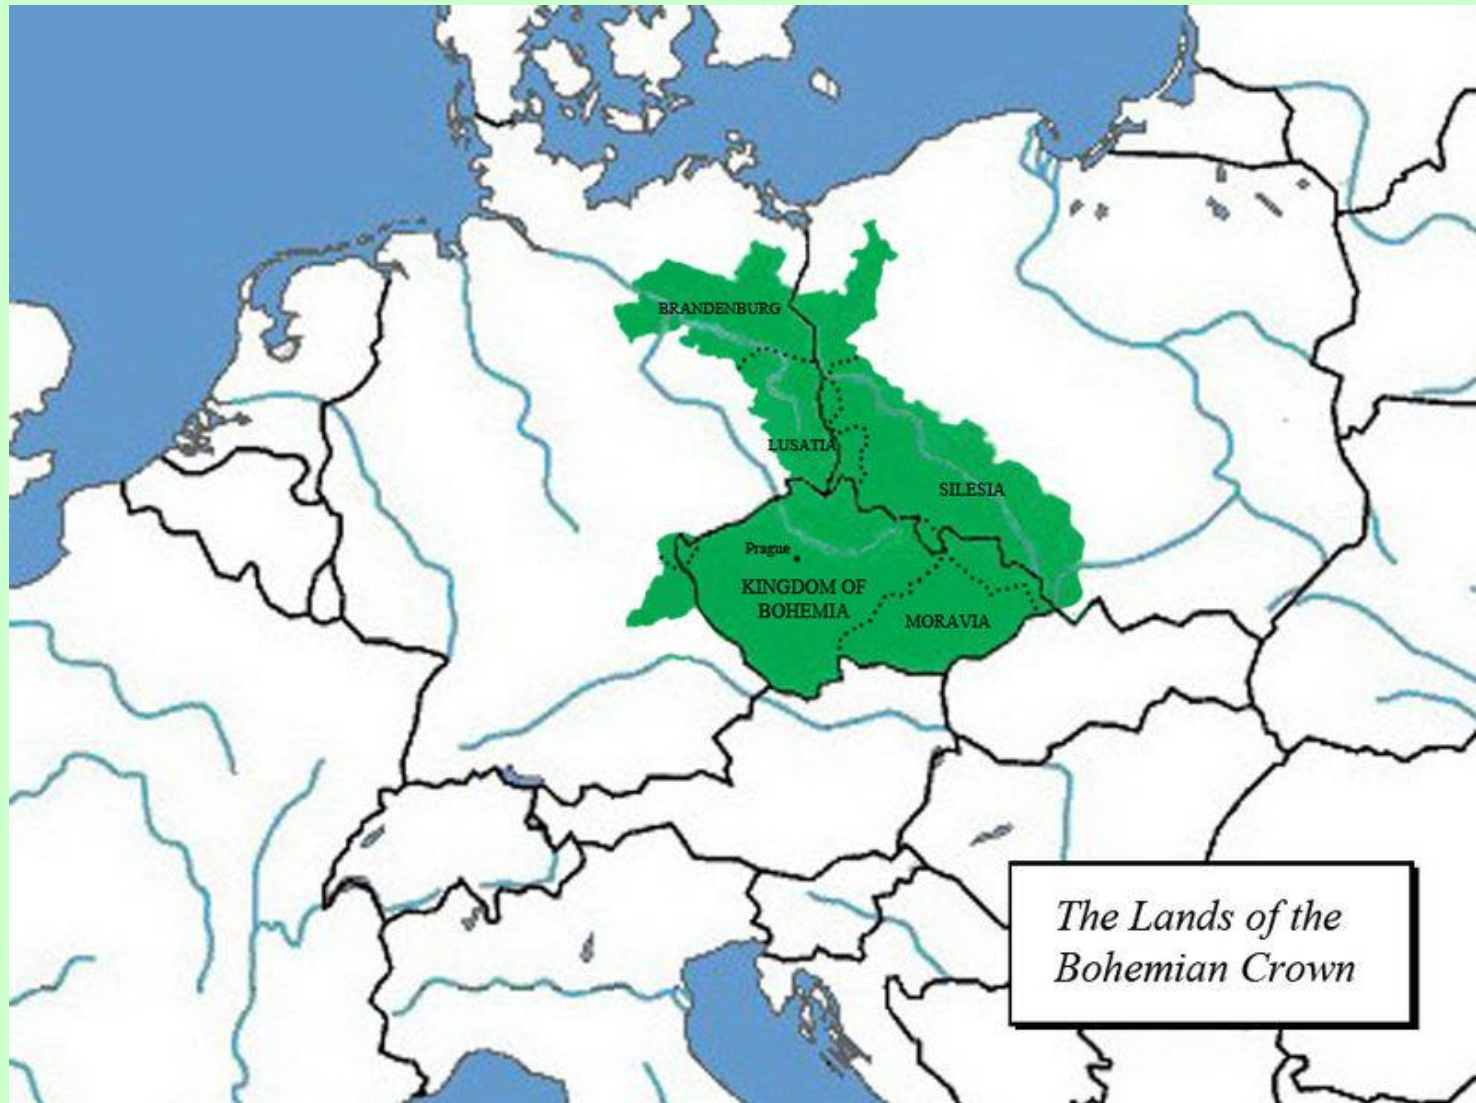 BRANDENBURG
LUSATIA
SILESIA
Prague
KINGDOM OF
BOHEMIA
MORAVIA
The Lands of the
Bohemian Crown